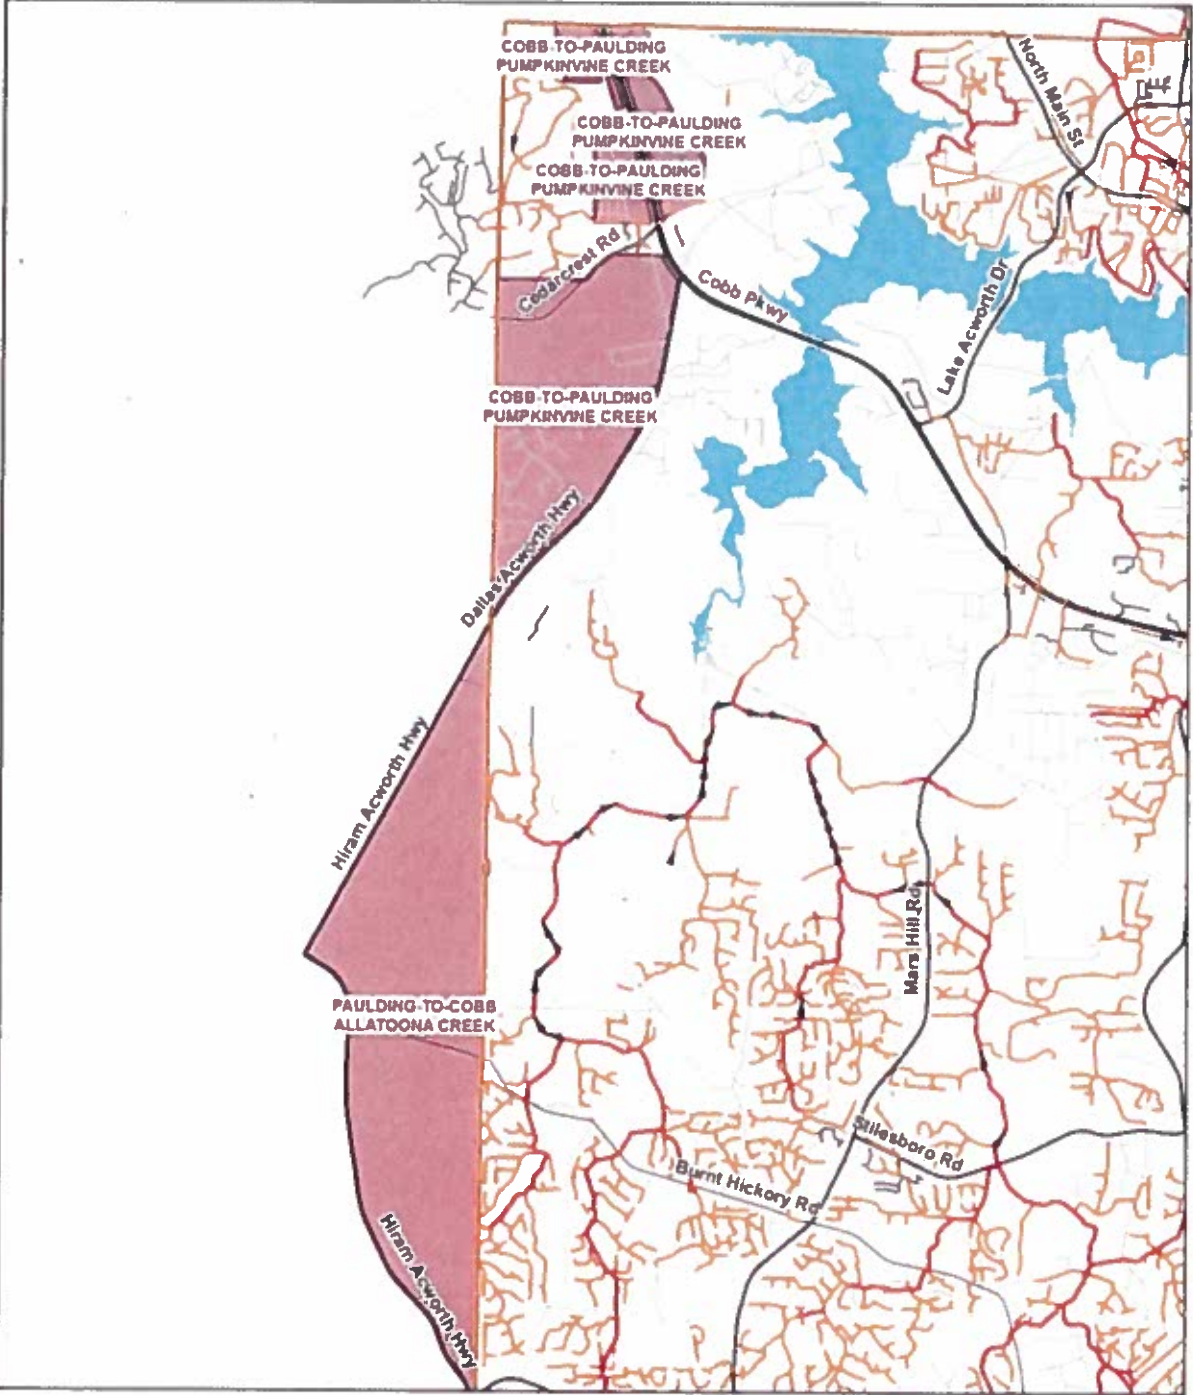 COBB-TO-PAULDING
PUMPKINVINE CREEK
North Main St
COBB-TO-PAULDING
PUMPKINVINE CREEK
COBB-TO-PAULDING
PUMPKINVINE CREEK
Cedarcrest Rd
Cobb Pkwy
Lake Acworth Dr
COBB-TO-PAULDING
PUMPKINVINE CREEK
Dallas Acworth Hwy
Hiram Acworth Hwy
Mars Hill Rd
PAULDING-TO-COBB
ALLATOONA CREEK
Stilesboro Rd
Burnt Hickory Rd
Hiram Acworth Hwy